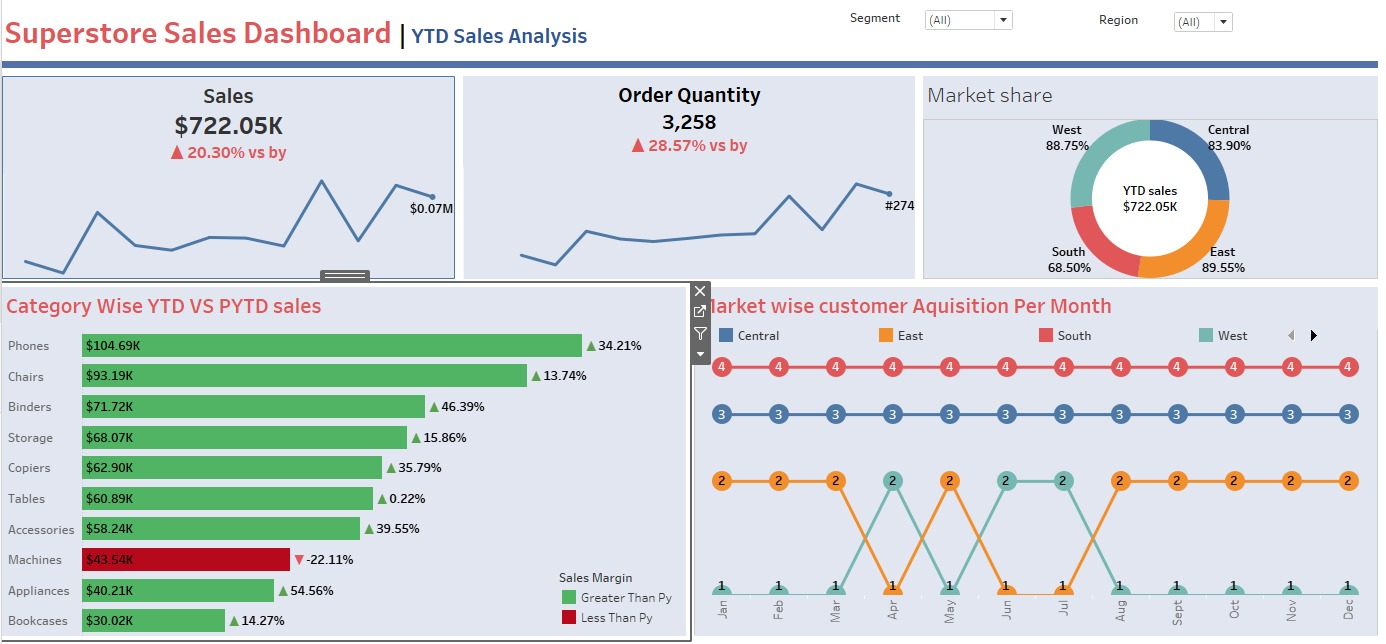 Superstore Sales Dashboard | YTD Sales Analysis
Segment (All)
Region (All)
Sales
$722.05K
▲ 20.30% vs by
$0.07M
Order Quantity
3,258
▲ 28.57% vs by
#274
Market share
West
88.75%
Central
83.90%
YTD sales
$722.05K
South
68.50%
East
89.55%
Category Wise YTD VS PYTD sales
Phones $104.69K ▲ 34.21%
Chairs $93.19K ▲ 13.74%
Binders $71.72K ▲ 46.39%
Storage $68.07K ▲ 15.86%
Copiers $62.90K ▲ 35.79%
Tables $60.89K ▲ 0.22%
Accessories $58.24K ▲ 39.55%
Machines $43.54K ▼ -22.11%
Appliances $40.21K ▲ 54.56%
Bookcases $30.02K ▲ 14.27%
Sales Margin
Greater Than Py
Less Than Py
Market wise customer Aquisition Per Month
Central East South West
4 4 4 4 4 4 4 4 4 4 4 4
3 3 3 3 3 3 3 3 3 3 3 3
2 2 2 2 2 2 2 2 2 2 2 2
1 1 1 1 1 1 1 1 1 1 1 1
Jan Feb Mar Apr May Jun Jul Aug Sept Oct Nov Dec